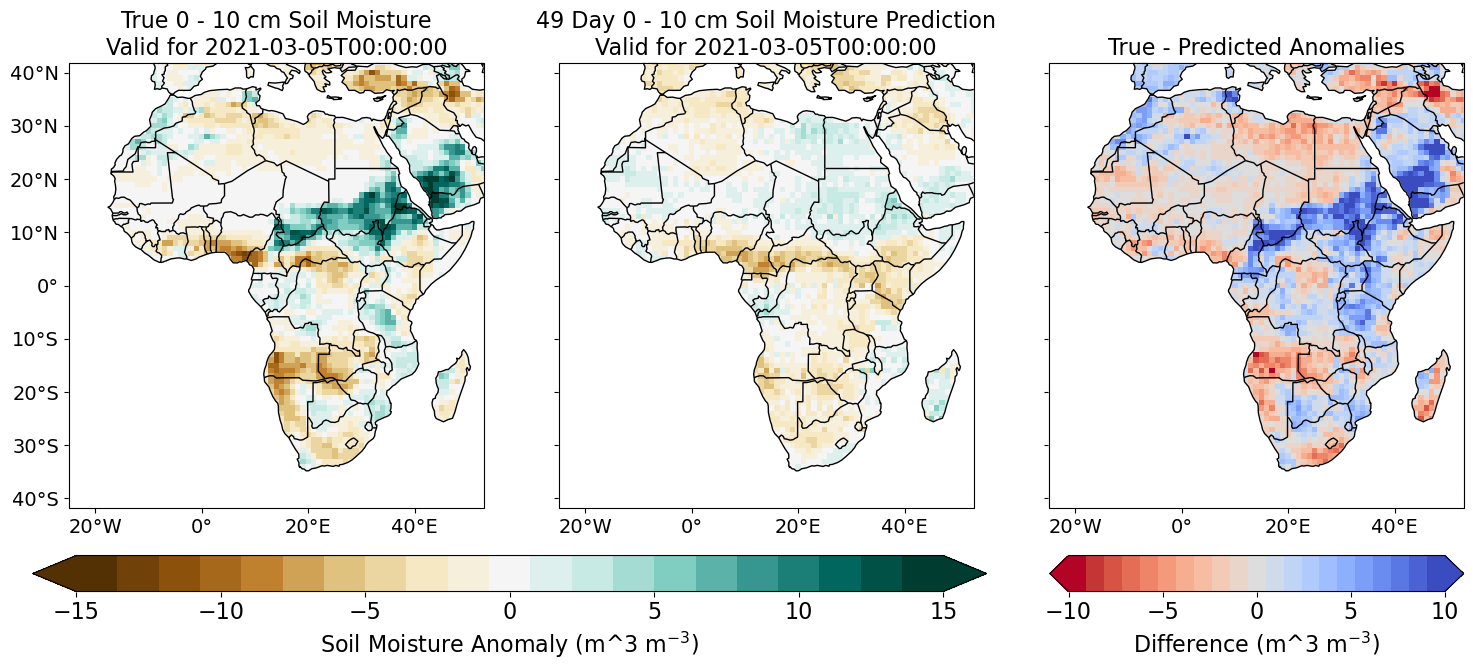 True 0 - 10 cm Soil Moisture
Valid for 2021-03-05T00:00:00
49 Day 0 - 10 cm Soil Moisture Prediction
Valid for 2021-03-05T00:00:00
True - Predicted Anomalies
40°N
30°N
20°N
10°N
0°
10°S
20°S
30°S
40°S
20°W 0° 20°E 40°E
20°W 0° 20°E 40°E
20°W 0° 20°E 40°E
−15 −10 −5 0 5 10 15
Soil Moisture Anomaly (m^3 m⁻³)
−10 −5 0 5 10
Difference (m^3 m⁻³)